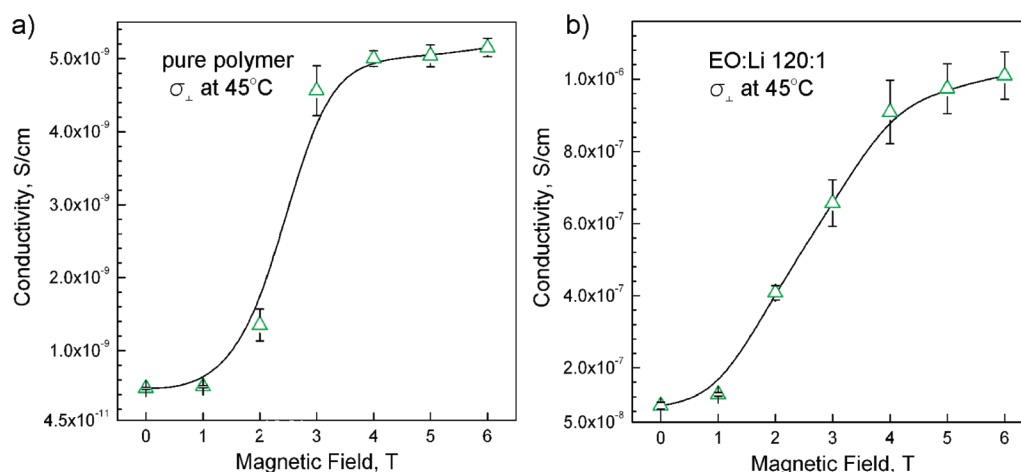 a)
pure polymer
σ⊥ at 45°C
Conductivity, S/cm
5.0x10⁻⁹
4.0x10⁻⁹
3.0x10⁻⁹
2.0x10⁻⁹
1.0x10⁻⁹
4.5x10⁻¹¹
0 1 2 3 4 5 6
Magnetic Field, T
b)
EO:Li 120:1
σ⊥ at 45°C
Conductivity, S/cm
1.0x10⁻⁶
8.0x10⁻⁷
6.0x10⁻⁷
4.0x10⁻⁷
2.0x10⁻⁷
5.0x10⁻⁸
0 1 2 3 4 5 6
Magnetic Field, T